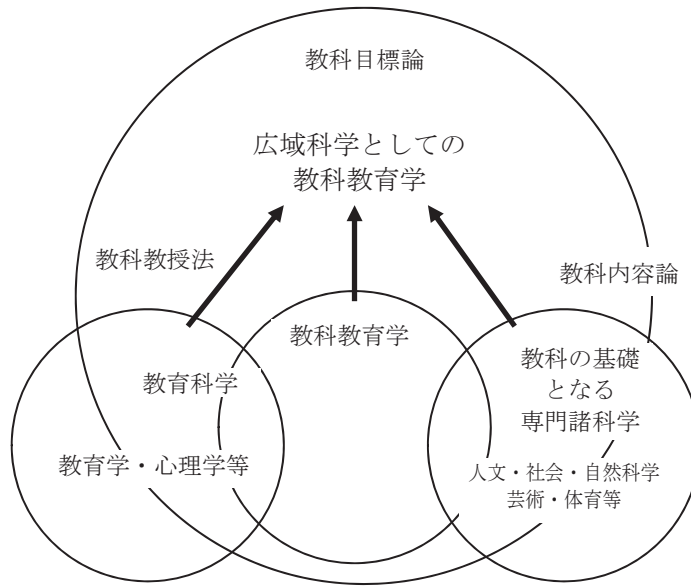 教科目標論
広域科学としての
教科教育学
教科教授法
教科内容論
教科教育学
教育科学
教育学・心理学等
教科の基礎
となる
専門諸科学
人文・社会・自然科学
芸術・体育等